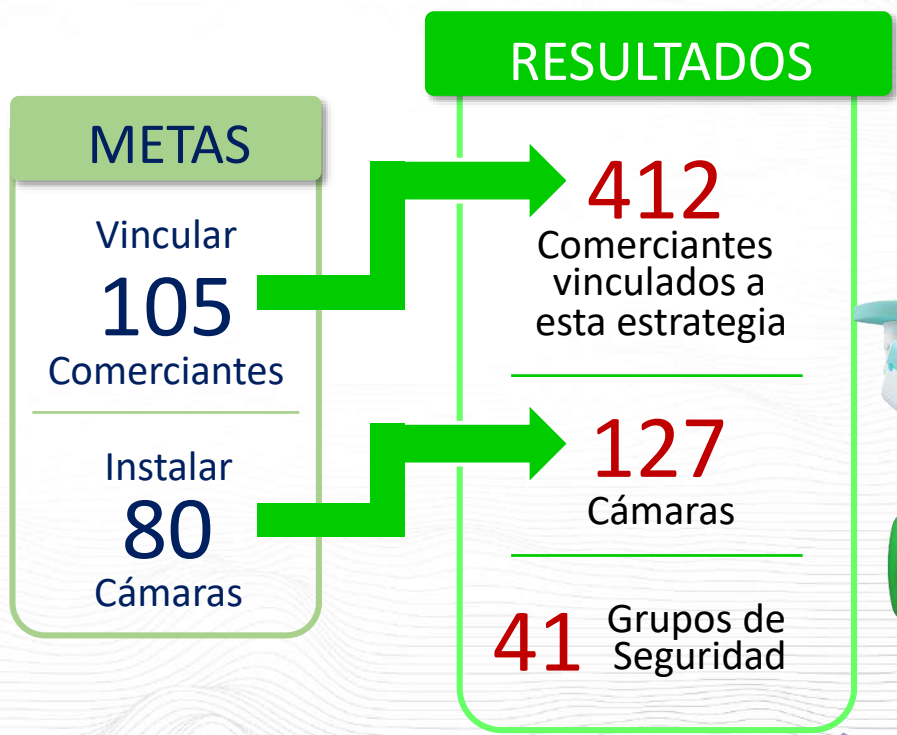 METAS
Vincular
105
Comerciantes
Instalar
80
Cámaras
RESULTADOS
412
Comerciantes
vinculados a
esta estrategia
127
Cámaras
41 Grupos de
Seguridad